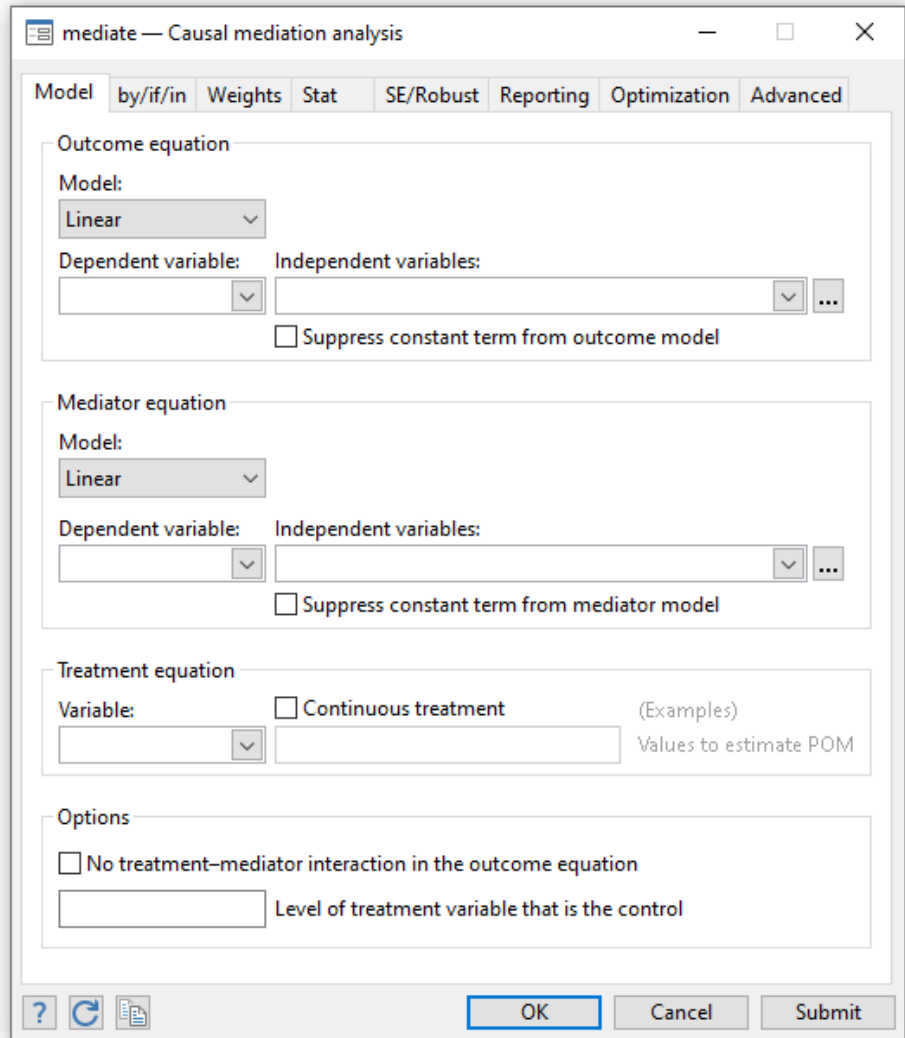 mediate — Causal mediation analysis
Model by/if/in Weights Stat SE/Robust Reporting Optimization Advanced
Outcome equation
Model:
Linear
Dependent variable: Independent variables:
...
Suppress constant term from outcome model
Mediator equation
Model:
Linear
Dependent variable: Independent variables:
...
Suppress constant term from mediator model
Treatment equation
Variable: Continuous treatment (Examples)
Values to estimate POM
Options
No treatment–mediator interaction in the outcome equation
Level of treatment variable that is the control
? OK Cancel Submit